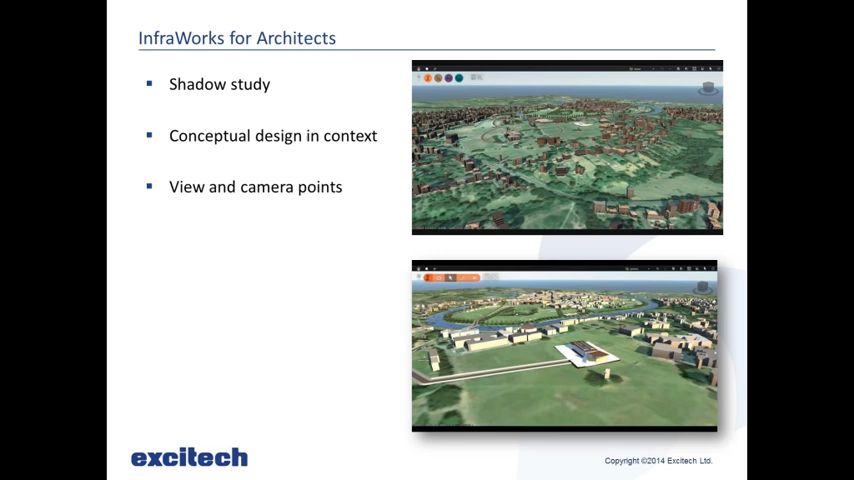 InfraWorks for Architects
Shadow study
Conceptual design in context
View and camera points
excitech
Copyright ©2014 Excitech Ltd.